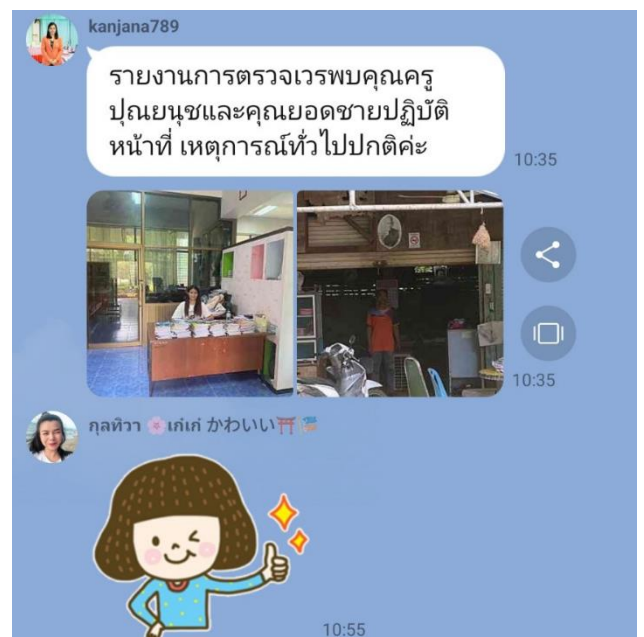 kanjana789
รายงานการตรวจเวรพบคุณครู
ปุณยนุชและคุณยอดชายปฏิบัติ
หน้าที่ เหตุการณ์ทั่วไปปกติค่ะ
10:35
10:35
กุลทิวา 🌸เก๋เก๋ かわいい⛩🎏
10:55